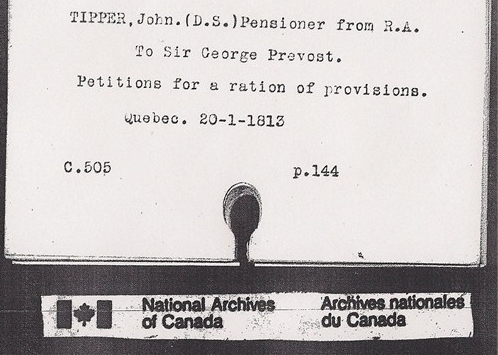 TIPPER,John.(D.S.)Pensioner from R.A.
To Sir George Prevost.
Petitions for a ration of provisions.
Quebec. 20-1-1813
C.505 p.144
National Archives Archives nationales
of Canada du Canada